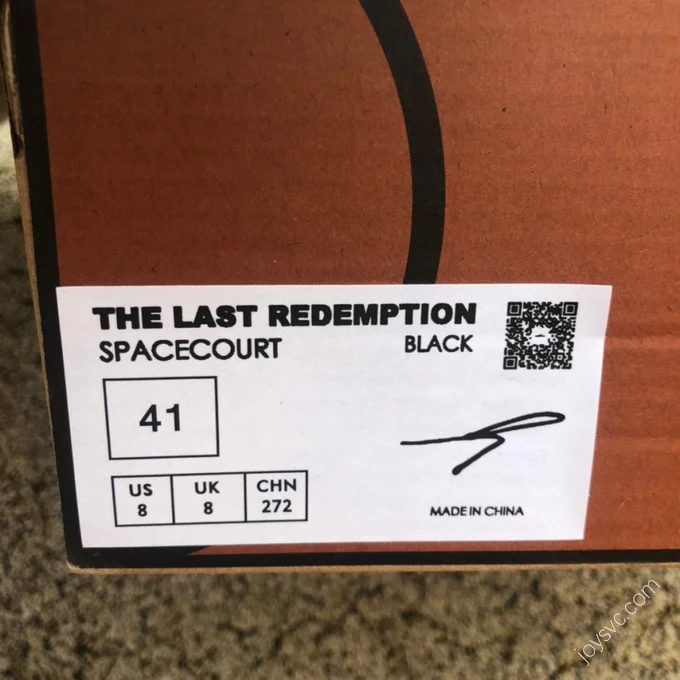 THE LAST REDEMPTION
SPACECOURT BLACK
41
US UK CHN
8 8 272
MADE IN CHINA
joysvc.com